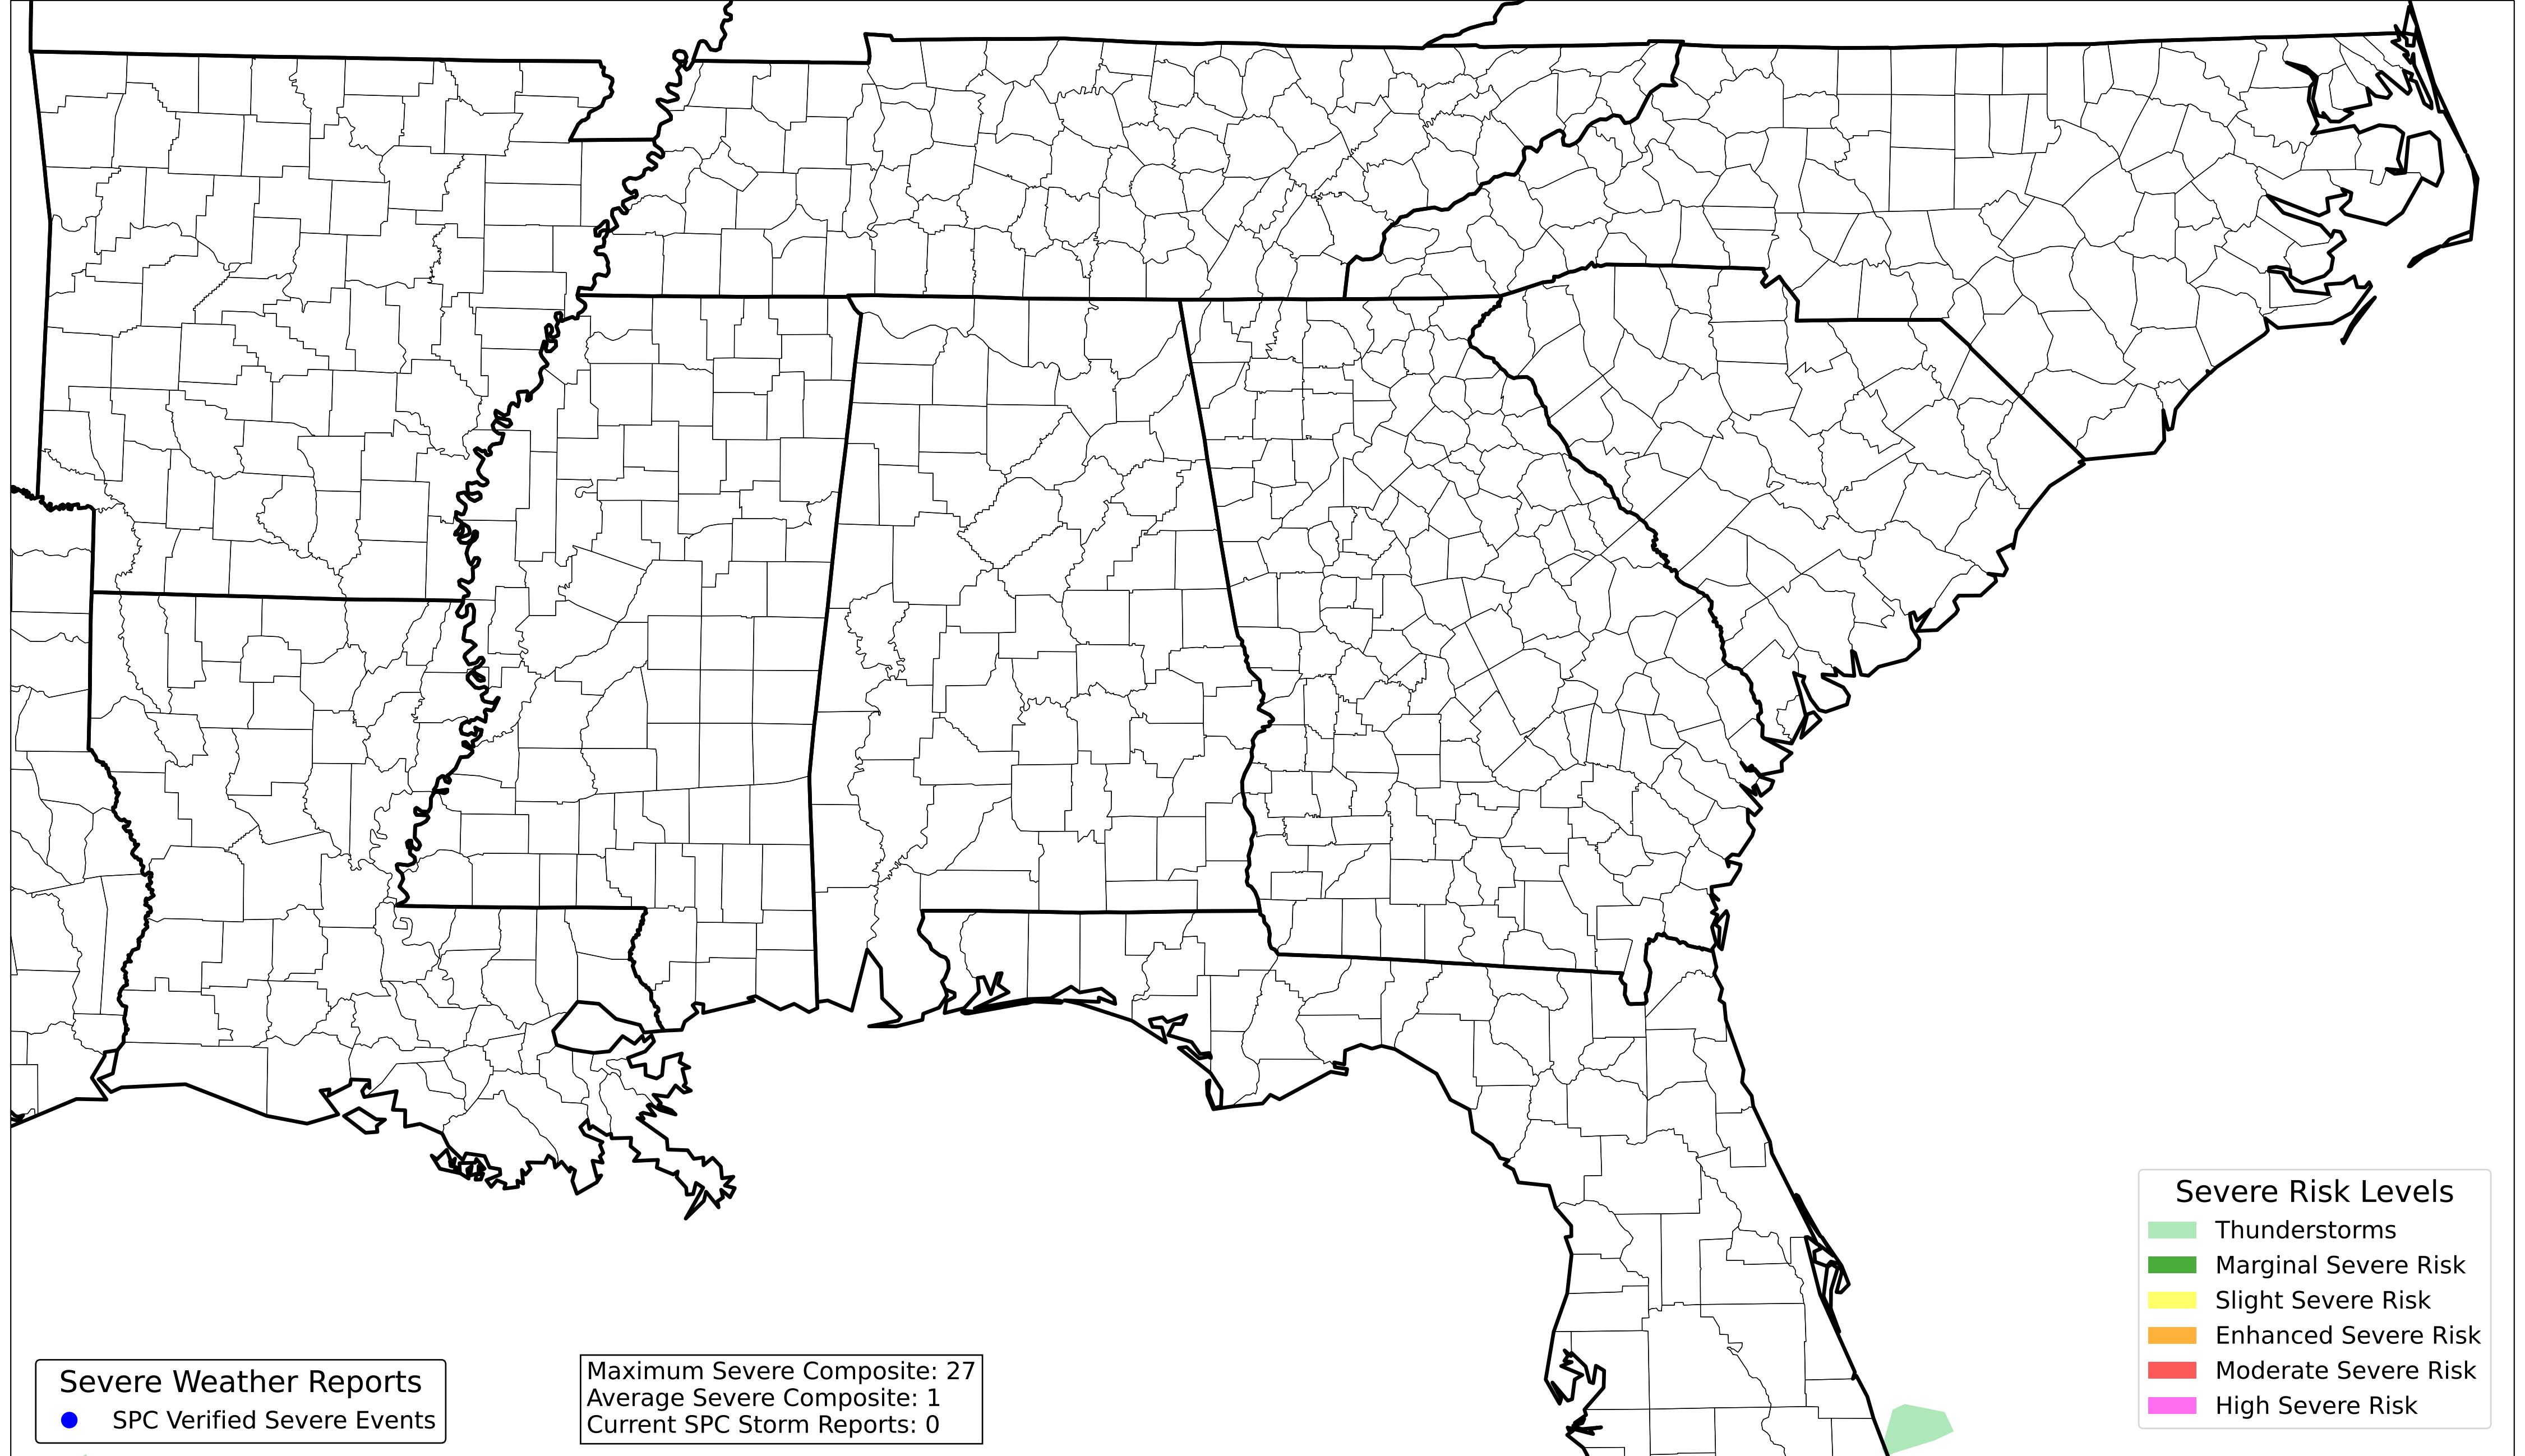 Severe Weather Reports
SPC Verified Severe Events
Maximum Severe Composite: 27
Average Severe Composite: 1
Current SPC Storm Reports: 0
Severe Risk Levels
Thunderstorms
Marginal Severe Risk
Slight Severe Risk
Enhanced Severe Risk
Moderate Severe Risk
High Severe Risk